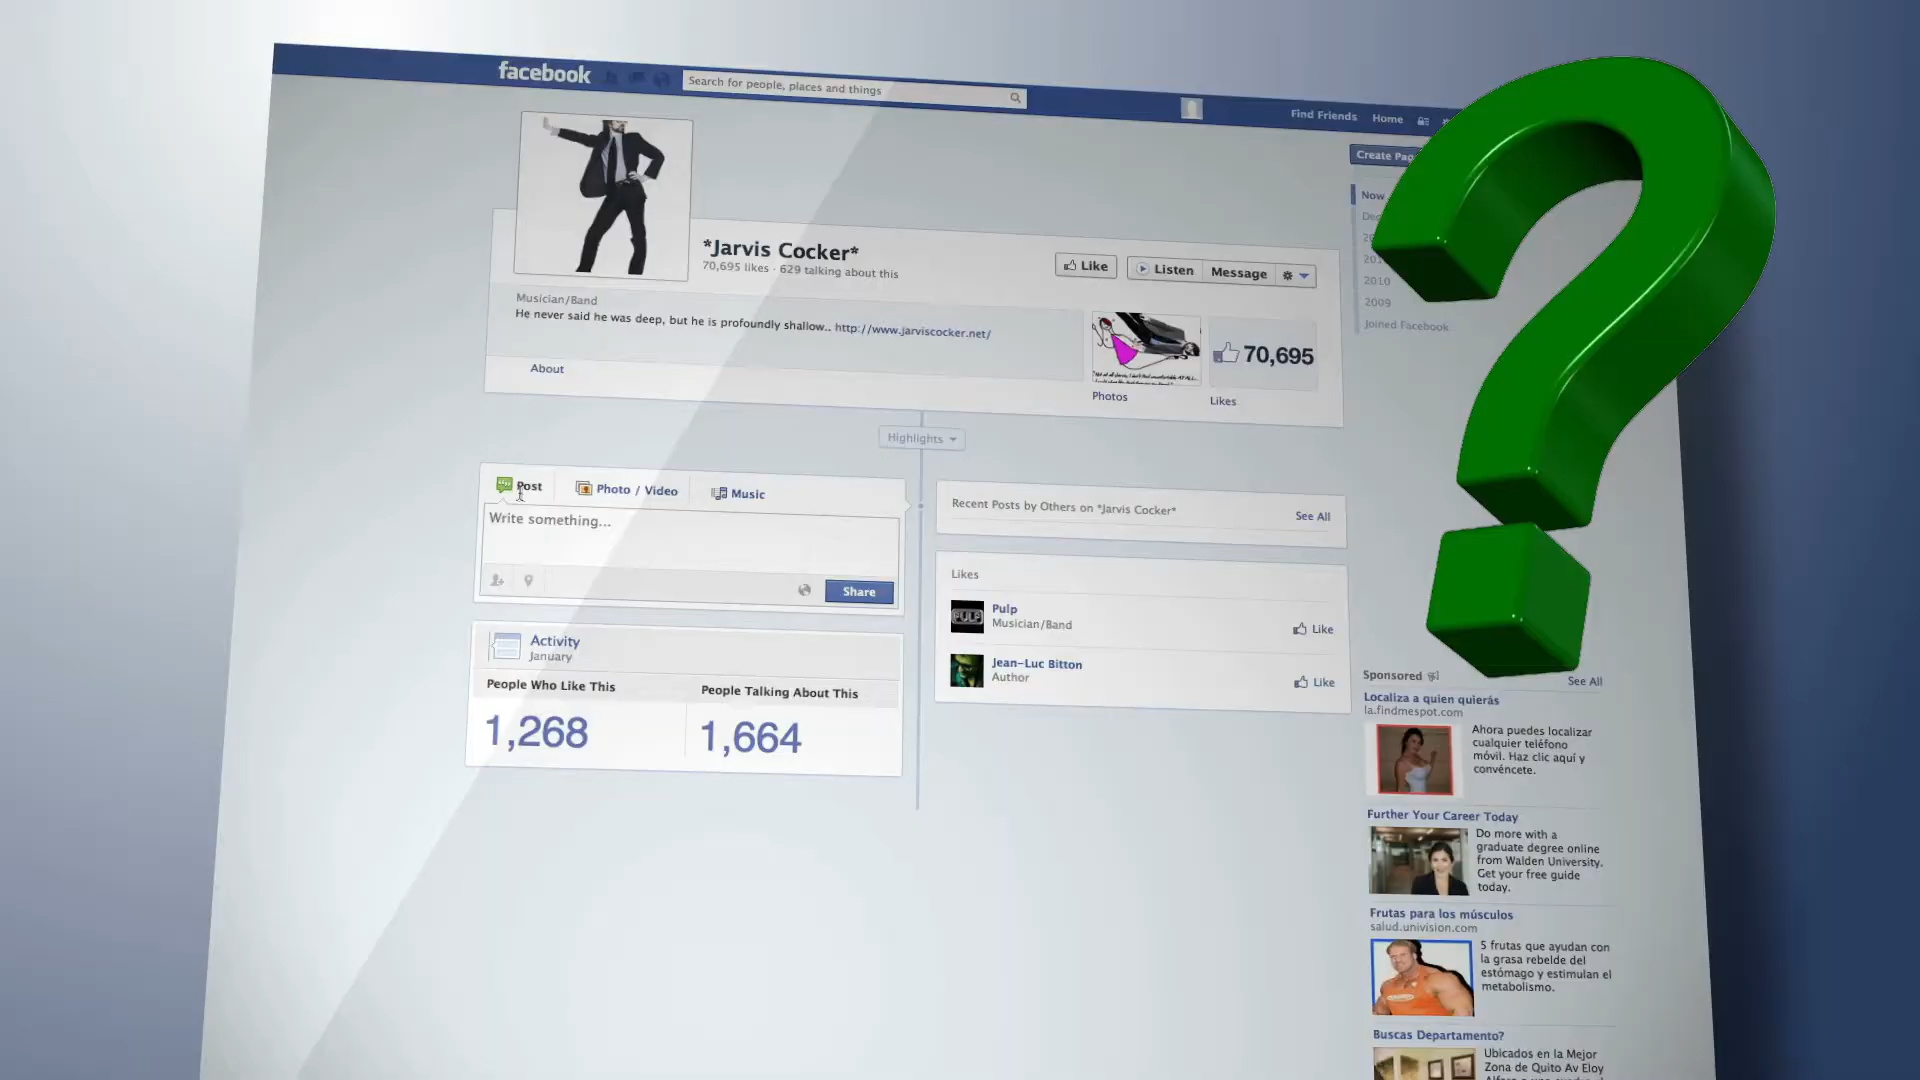 facebook
Search for people, places and things
Find Friends
Home
Create
Now
*Jarvis Cocker*
70,695 likes · 629 talking about this
Like
Listen
Message
2010
2009
Joined Facebook
Musician/Band
He never said he was deep, but he is profoundly shallow.. http://www.jarviscocker.net/
About
Photos
70,695
Likes
Highlights
Post
Photo / Video
Music
Write something...
Share
Recent Posts by Others on *Jarvis Cocker*
See All
Likes
Pulp
Musician/Band
Like
Jean-Luc Bitton
Author
Like
Activity
January
People Who Like This
People Talking About This
1,268
1,664
Sponsored
See All
Localiza a quien quierás
la.findmespot.com
Ahora puedes localizar
cualquier teléfono
móvil. Haz clic aquí y
convéncete.
Further Your Career Today
Do more with a
graduate degree online
from Walden University.
Get your free guide
today.
Frutas para los músculos
salud.univision.com
5 frutas que ayudan con
la grasa rebelde del
estómago y estimulan el
metabolismo.
Buscas Departamento?
Ubicados en la Mejor
Zona de Quito Av Eloy